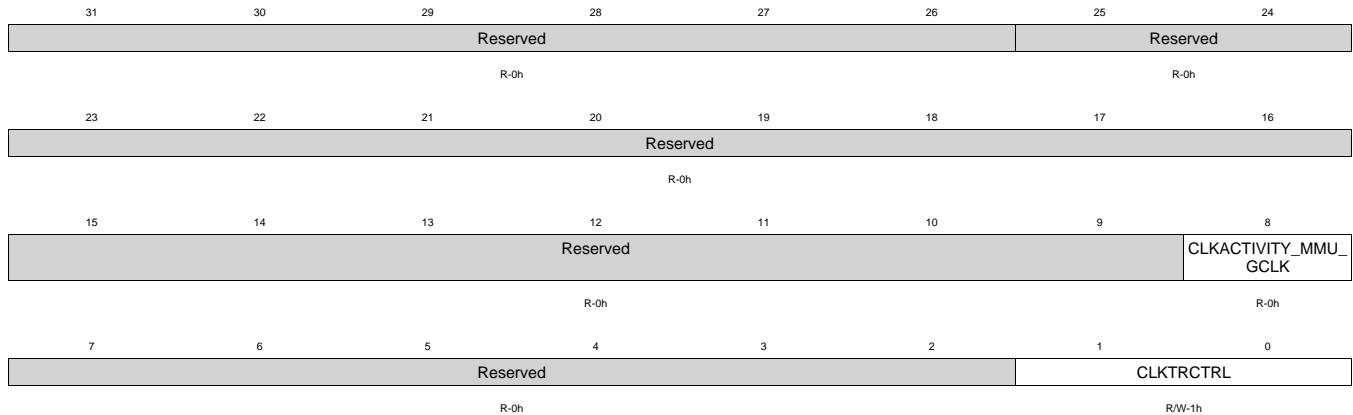 31 30 29 28 27 26 25 24
Reserved Reserved
R-0h R-0h
23 22 21 20 19 18 17 16
Reserved
R-0h
15 14 13 12 11 10 9 8
Reserved CLKACTIVITY_MMU_
GCLK
R-0h R-0h
7 6 5 4 3 2 1 0
Reserved CLKTRCTRL
R-0h R/W-1h